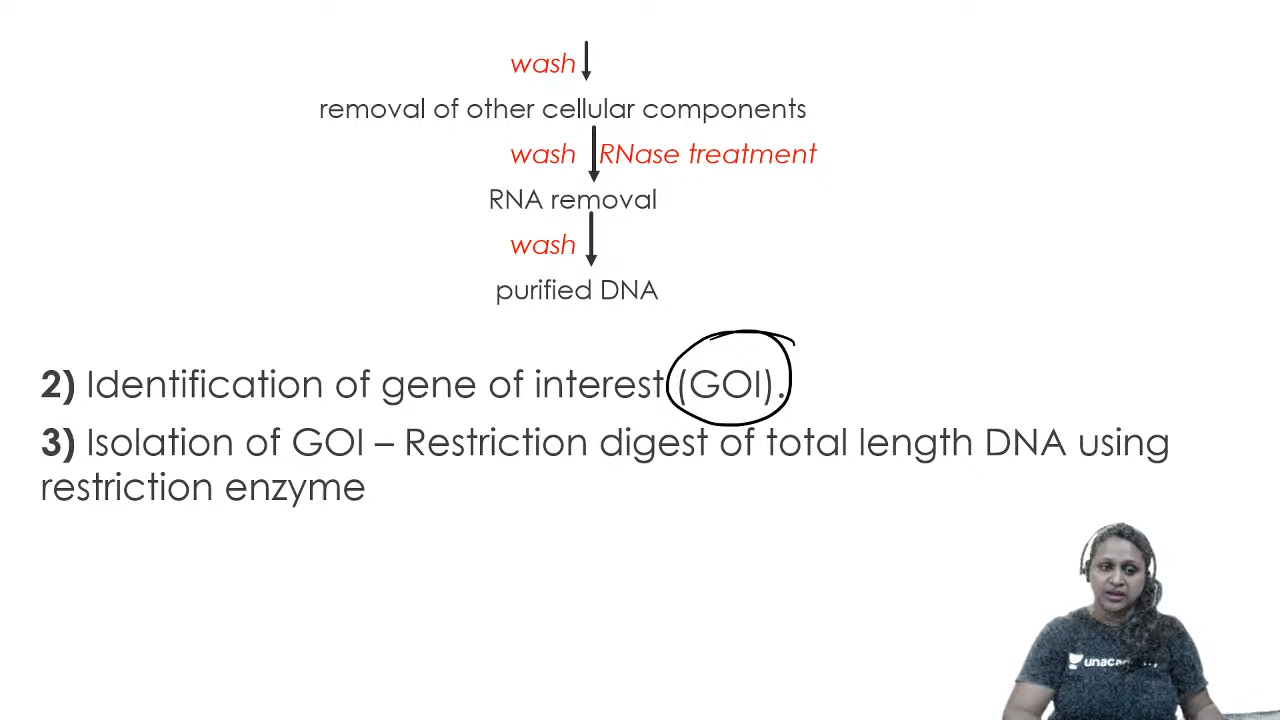 wash
removal of other cellular components
wash RNase treatment
RNA removal
wash
purified DNA
2) Identification of gene of interest (GOI).
3) Isolation of GOI – Restriction digest of total length DNA using
restriction enzyme
unacademy